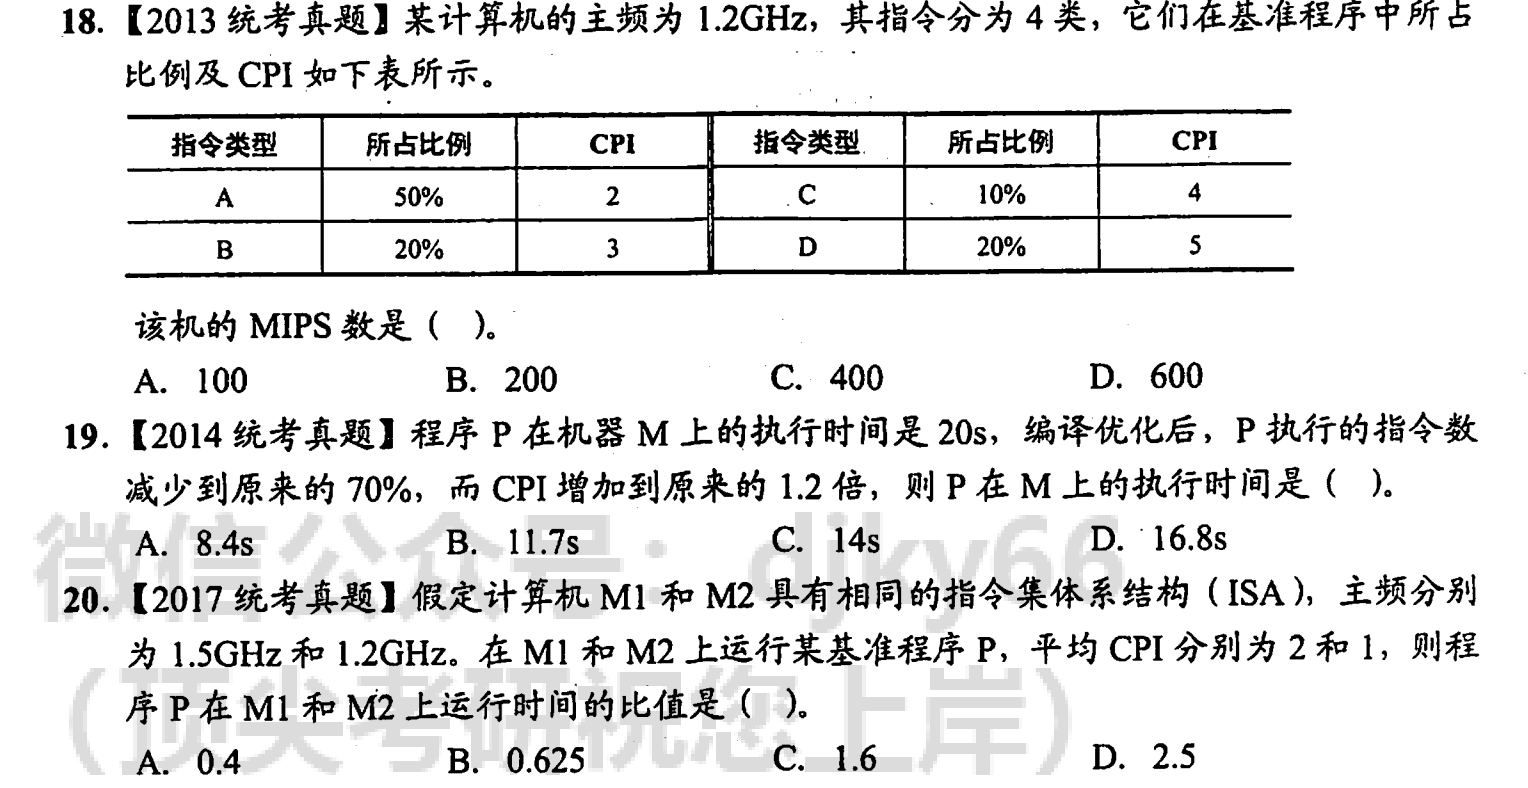 18.【2013 统考真题】某计算机的主频为 1.2GHz，其指令分为 4 类，它们在基准程序中所占
比例及 CPI 如下表所示。
指令类型 所占比例 CPI 指令类型 所占比例 CPI
A 50% 2 C 10% 4
B 20% 3 D 20% 5
该机的 MIPS 数是（ ）。
A. 100 B. 200 C. 400 D. 600
19.【2014 统考真题】程序 P 在机器 M 上的执行时间是 20s，编译优化后，P 执行的指令数
减少到原来的 70%，而 CPI 增加到原来的 1.2 倍，则 P 在 M 上的执行时间是（ ）。
微信公众号：djky66
A. 8.4s B. 11.7s C. 14s D. 16.8s
20.【2017 统考真题】假定计算机 M1 和 M2 具有相同的指令集体系结构（ISA），主频分别
为 1.5GHz 和 1.2GHz。在 M1 和 M2 上运行某基准程序 P，平均 CPI 分别为 2 和 1，则程
序 P 在 M1 和 M2 上运行时间的比值是（ ）。
（顶尖考研祝您上岸）
A. 0.4 B. 0.625 C. 1.6 D. 2.5